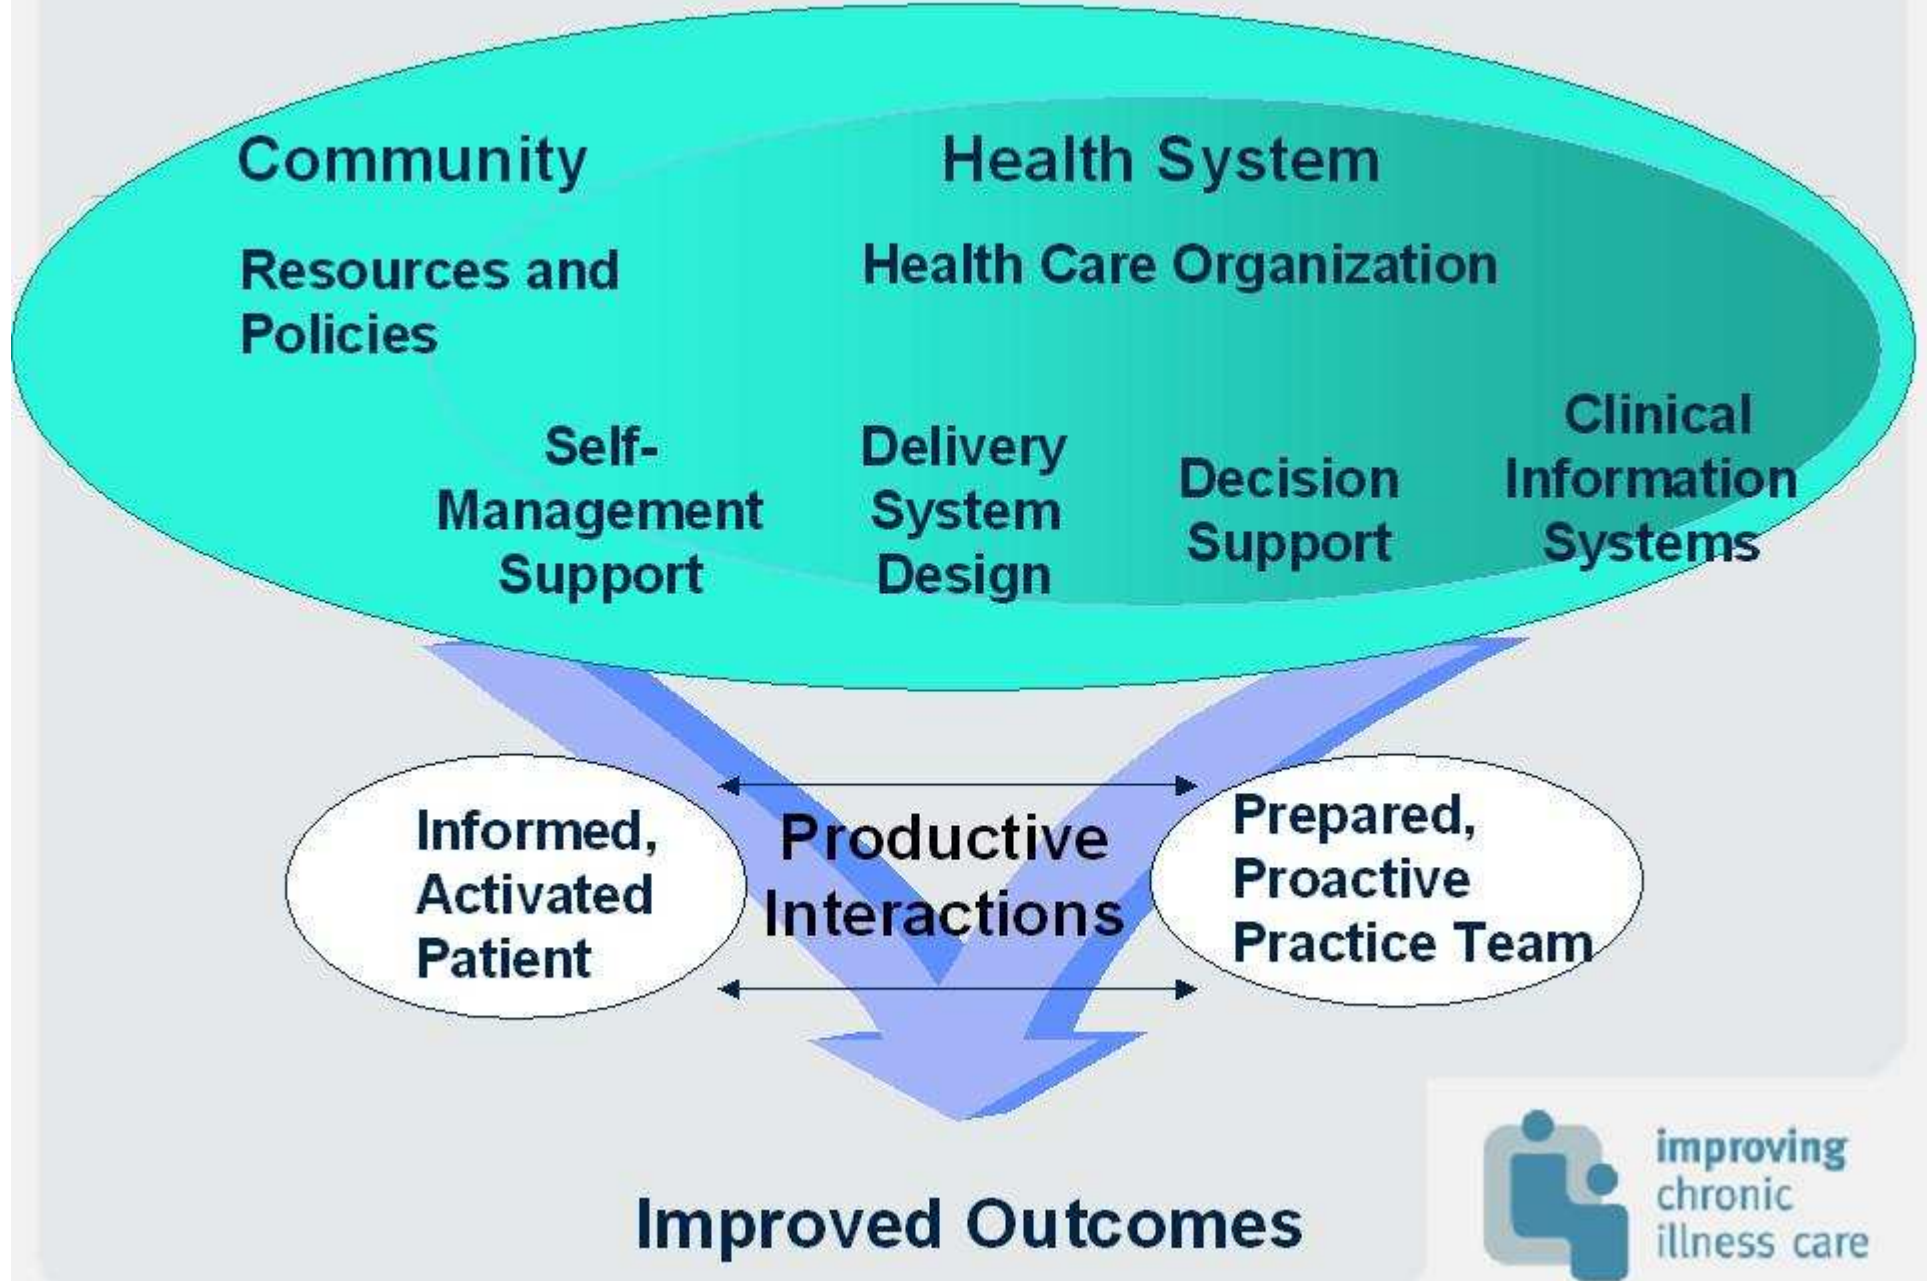 Community
Health System
Resources and
Policies
Health Care Organization
Self-
Management
Support
Delivery
System
Design
Decision
Support
Clinical
Information
Systems
Informed,
Activated
Patient
Productive
Interactions
Prepared,
Proactive
Practice Team
Improved Outcomes
improving
chronic
illness care